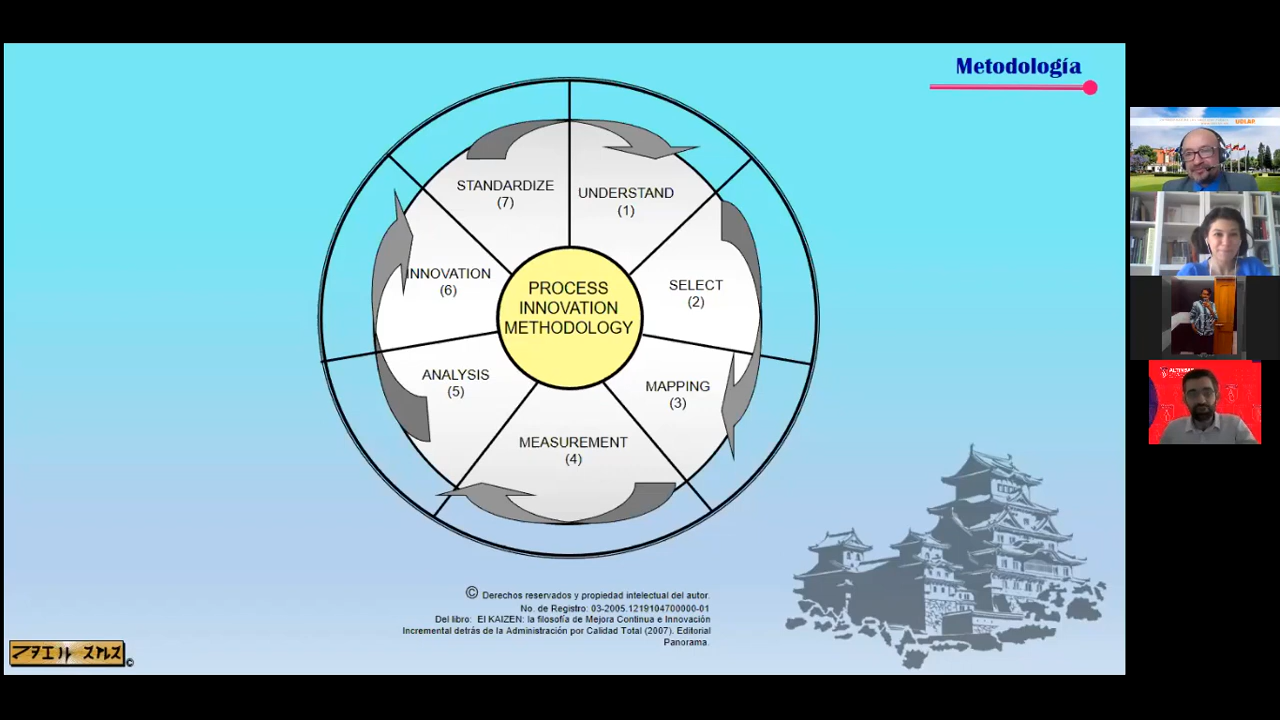 Metodología
STANDARDIZE
(7)
UNDERSTAND
(1)
INNOVATION
(6)
SELECT
(2)
PROCESS
INNOVATION
METHODOLOGY
ANALYSIS
(5)
MAPPING
(3)
MEASUREMENT
(4)
© Derechos reservados y propiedad intelectual del autor.
No. de Registro: 03-2005.1219104700000-01
Del libro: El KAIZEN: la filosofía de Mejora Continua e Innovación
Incremental detrás de la Administración por Calidad Total (2007). Editorial
Panorama.
©
UDLAP